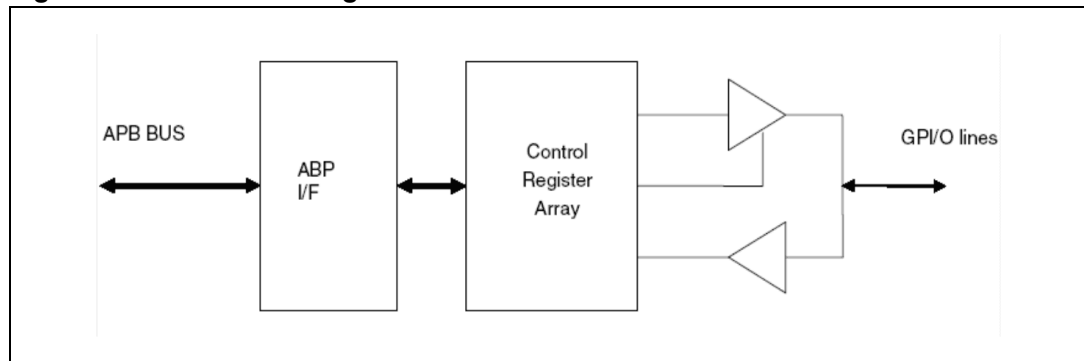 APB BUS
ABP
I/F
Control
Register
Array
GPI/O lines